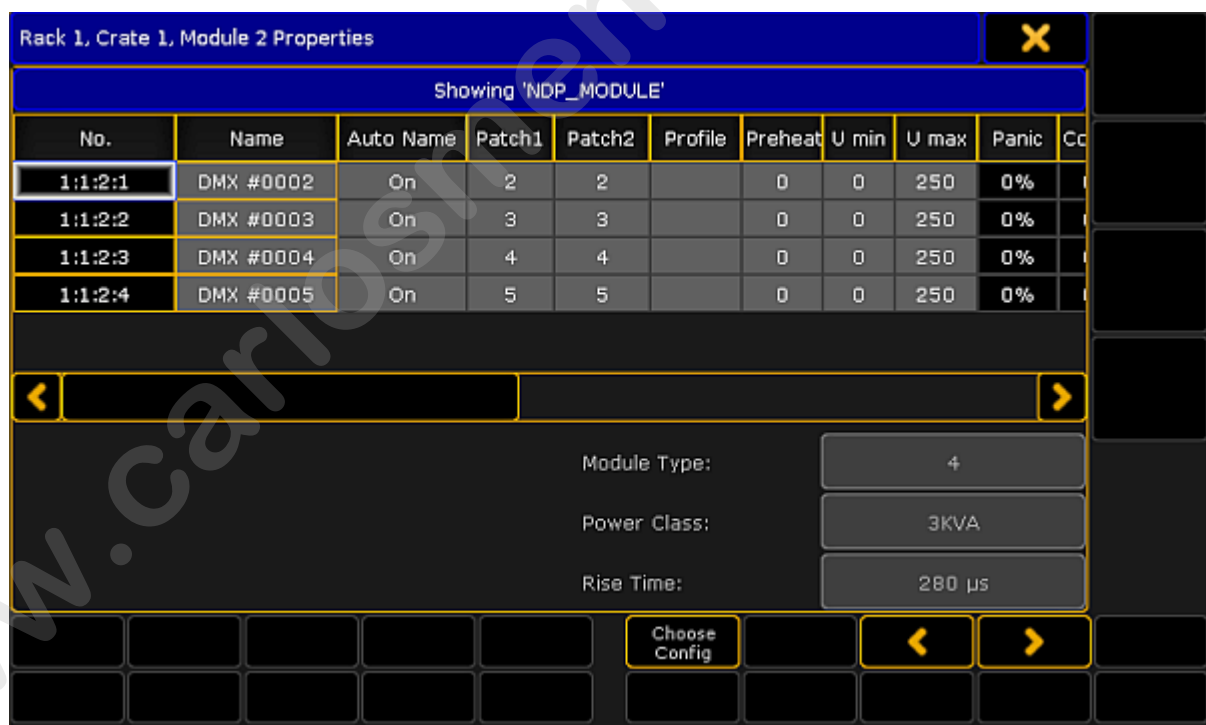 Rack 1, Crate 1, Module 2 Properties
Showing 'NDP_MODULE'
No. Name Auto Name Patch1 Patch2 Profile Preheat U min U max Panic
1:1:2:1 DMX #0002 On 2 2 0 0 250 0%
1:1:2:2 DMX #0003 On 3 3 0 0 250 0%
1:1:2:3 DMX #0004 On 4 4 0 0 250 0%
1:1:2:4 DMX #0005 On 5 5 0 0 250 0%
Module Type: 4
Power Class: 3KVA
Rise Time: 280 µs
Choose
Config